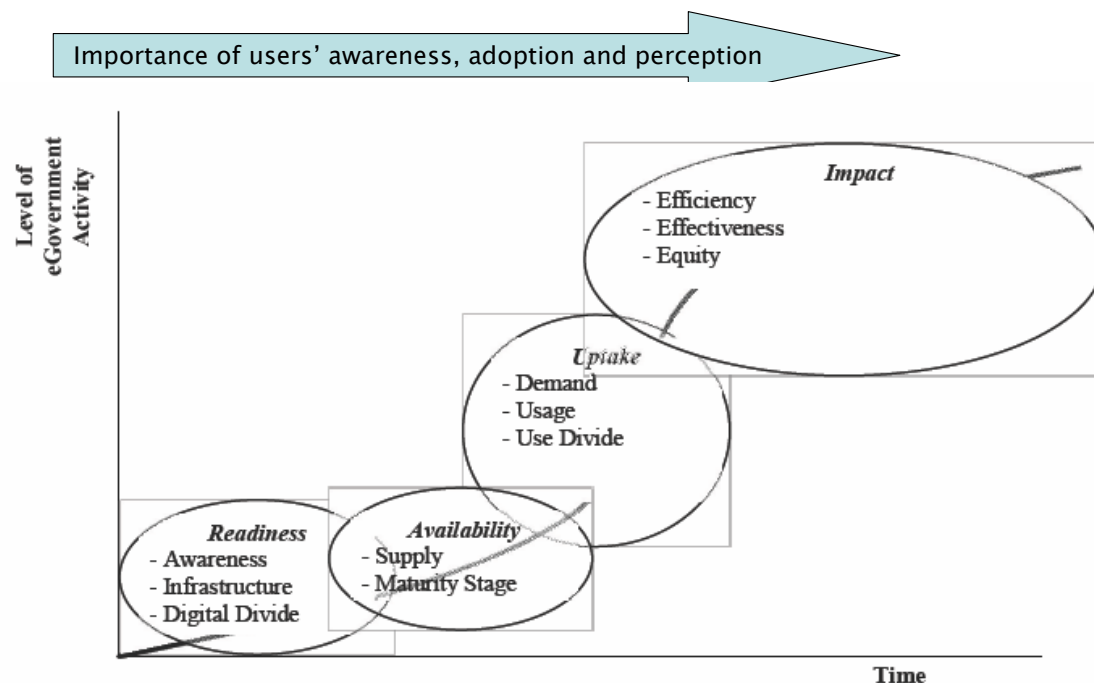 Importance of users’ awareness, adoption and perception
Level of
eGovernment
Activity
Impact
- Efficiency
- Effectiveness
- Equity
Uptake
- Demand
- Usage
- Use Divide
Readiness
- Awareness
- Infrastructure
- Digital Divide
Availability
- Supply
- Maturity Stage
Time